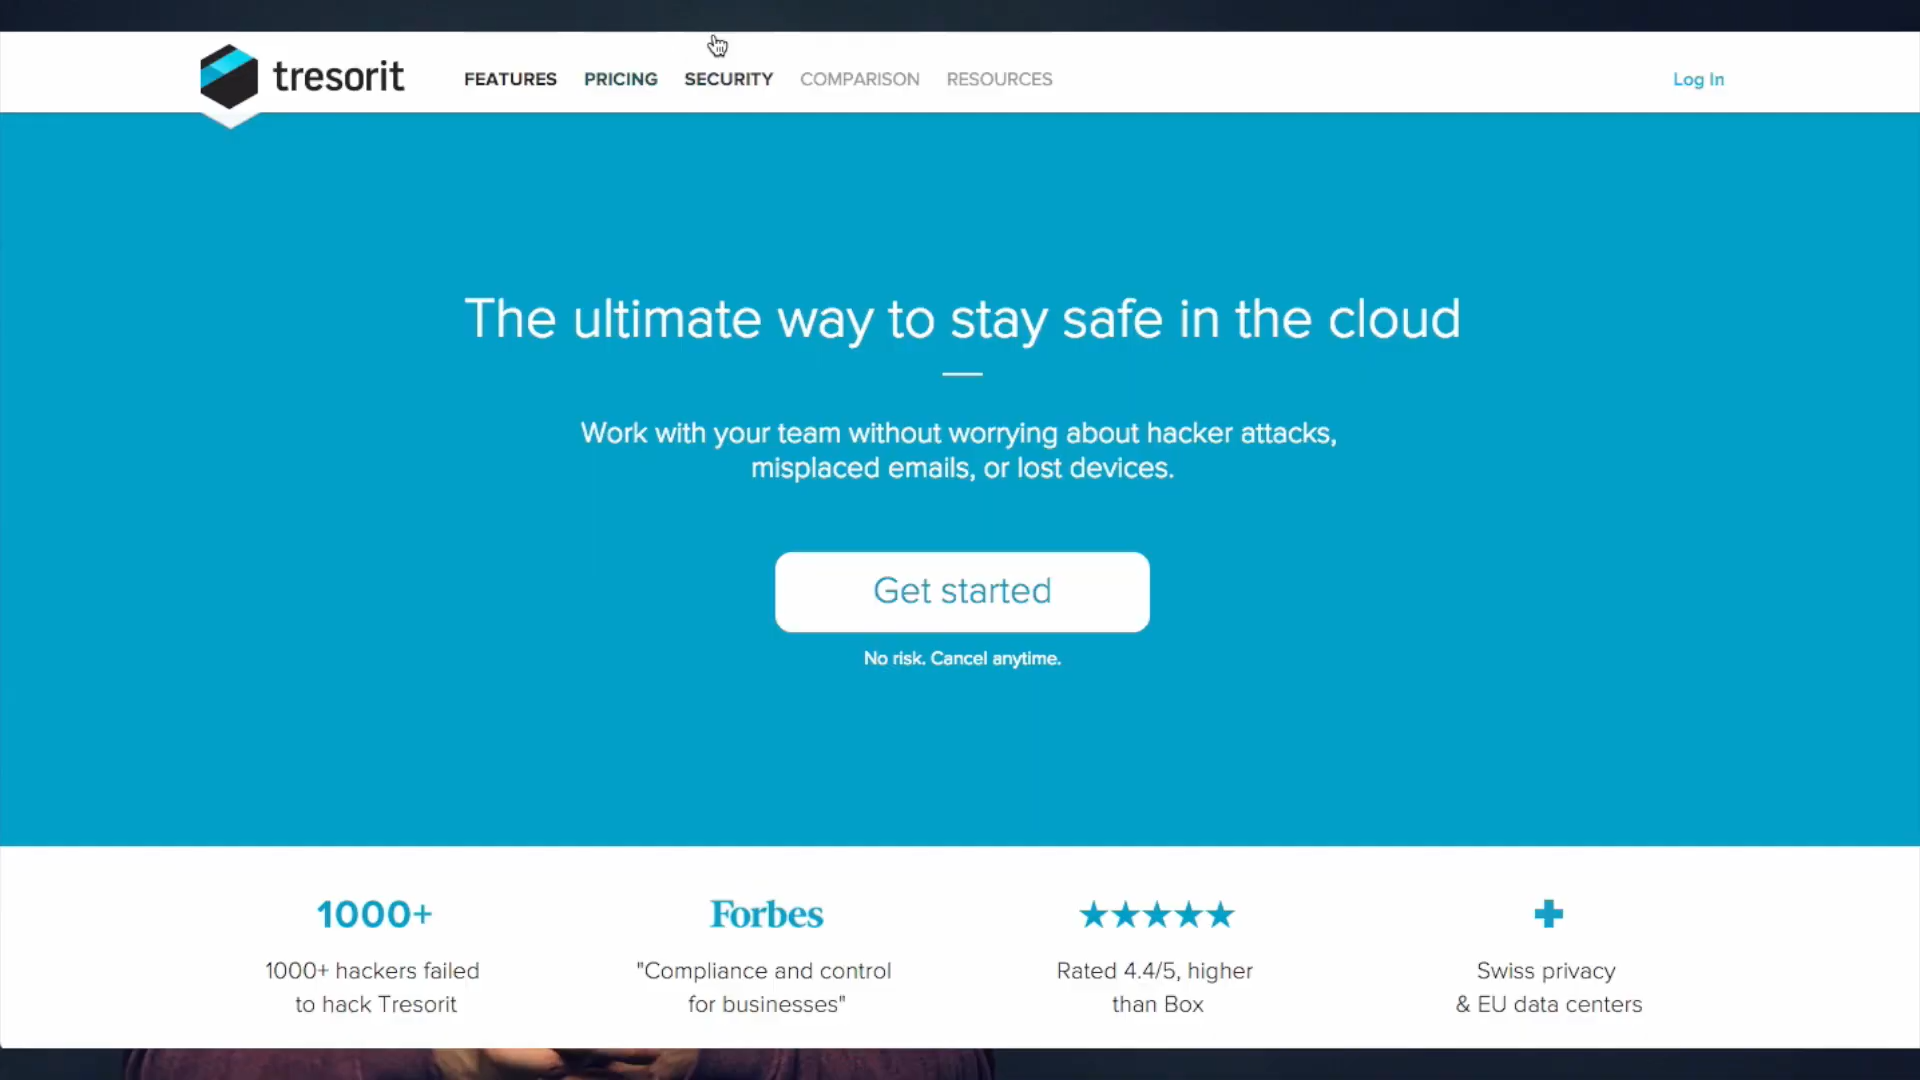 tresorit
FEATURES PRICING SECURITY COMPARISON RESOURCES
Log In
The ultimate way to stay safe in the cloud
Work with your team without worrying about hacker attacks,
misplaced emails, or lost devices.
Get started
No risk. Cancel anytime.
1000+
1000+ hackers failed
to hack Tresorit
Forbes
"Compliance and control
for businesses"
Rated 4.4/5, higher
than Box
Swiss privacy
& EU data centers